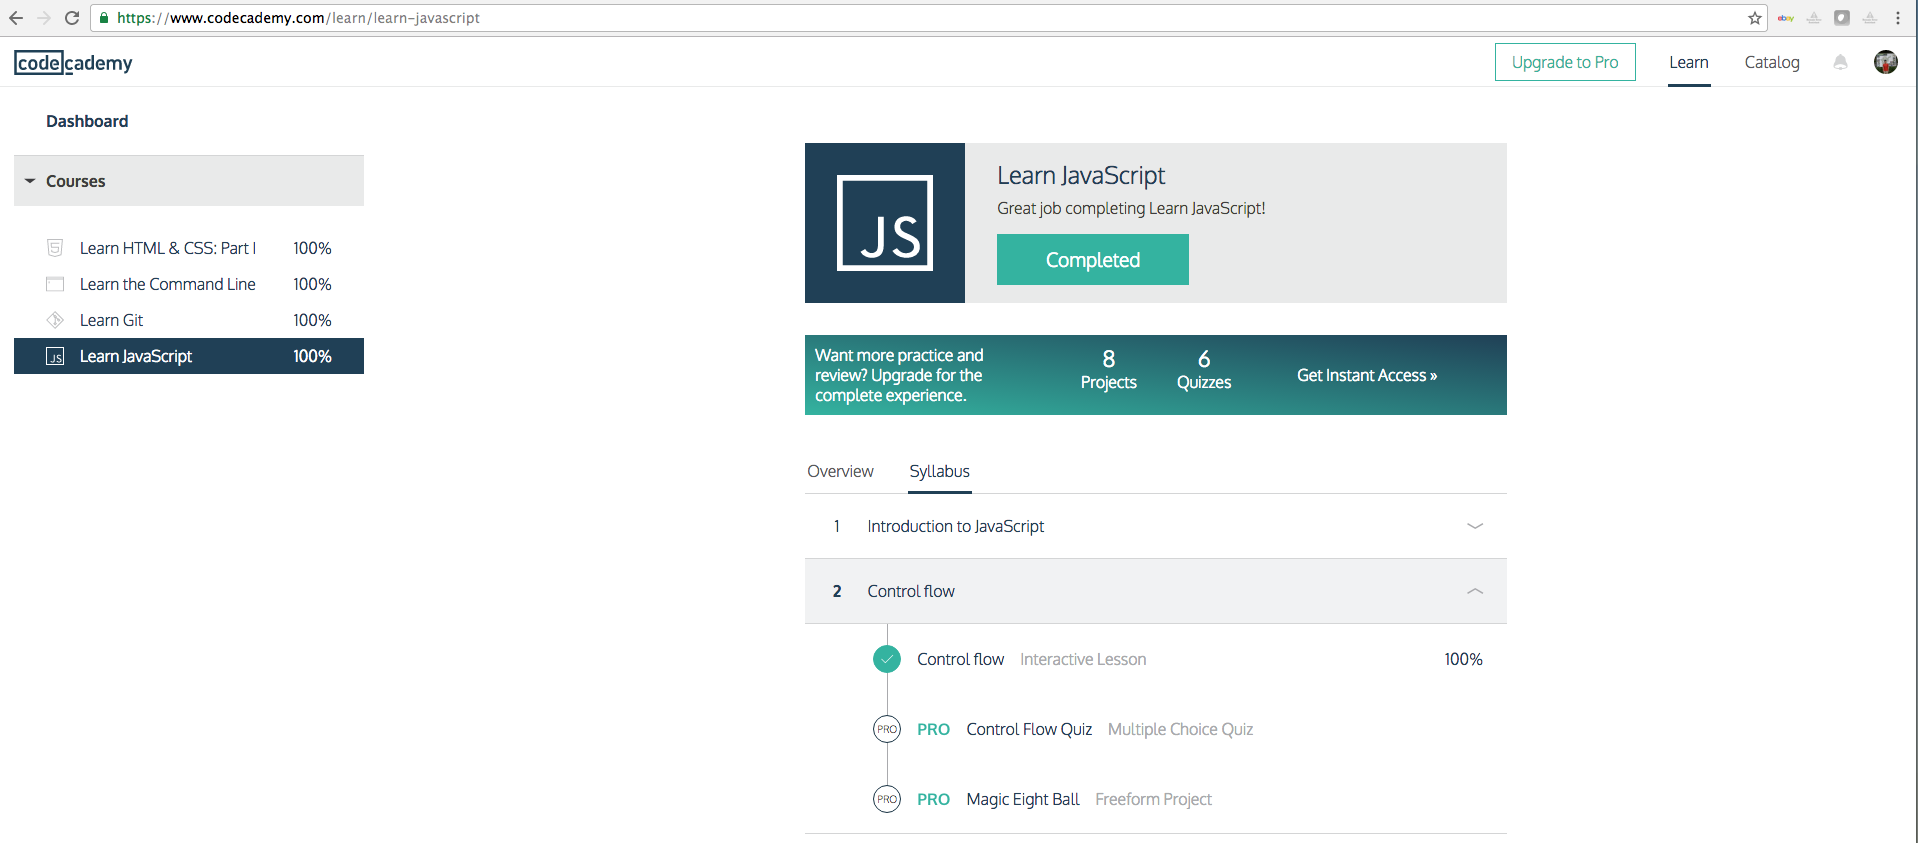 https://www.codecademy.com/learn/learn-javascript
ebay
codecademy
Upgrade to Pro
Learn
Catalog
Dashboard
Courses
Learn HTML & CSS: Part I 100%
Learn the Command Line 100%
Learn Git 100%
JS Learn JavaScript 100%
JS
Learn JavaScript
Great job completing Learn JavaScript!
Completed
Want more practice and
review? Upgrade for the
complete experience.
8
Projects
6
Quizzes
Get Instant Access »
Overview
Syllabus
1 Introduction to JavaScript
2 Control flow
Control flow Interactive Lesson 100%
PRO PRO Control Flow Quiz Multiple Choice Quiz
PRO PRO Magic Eight Ball Freeform Project